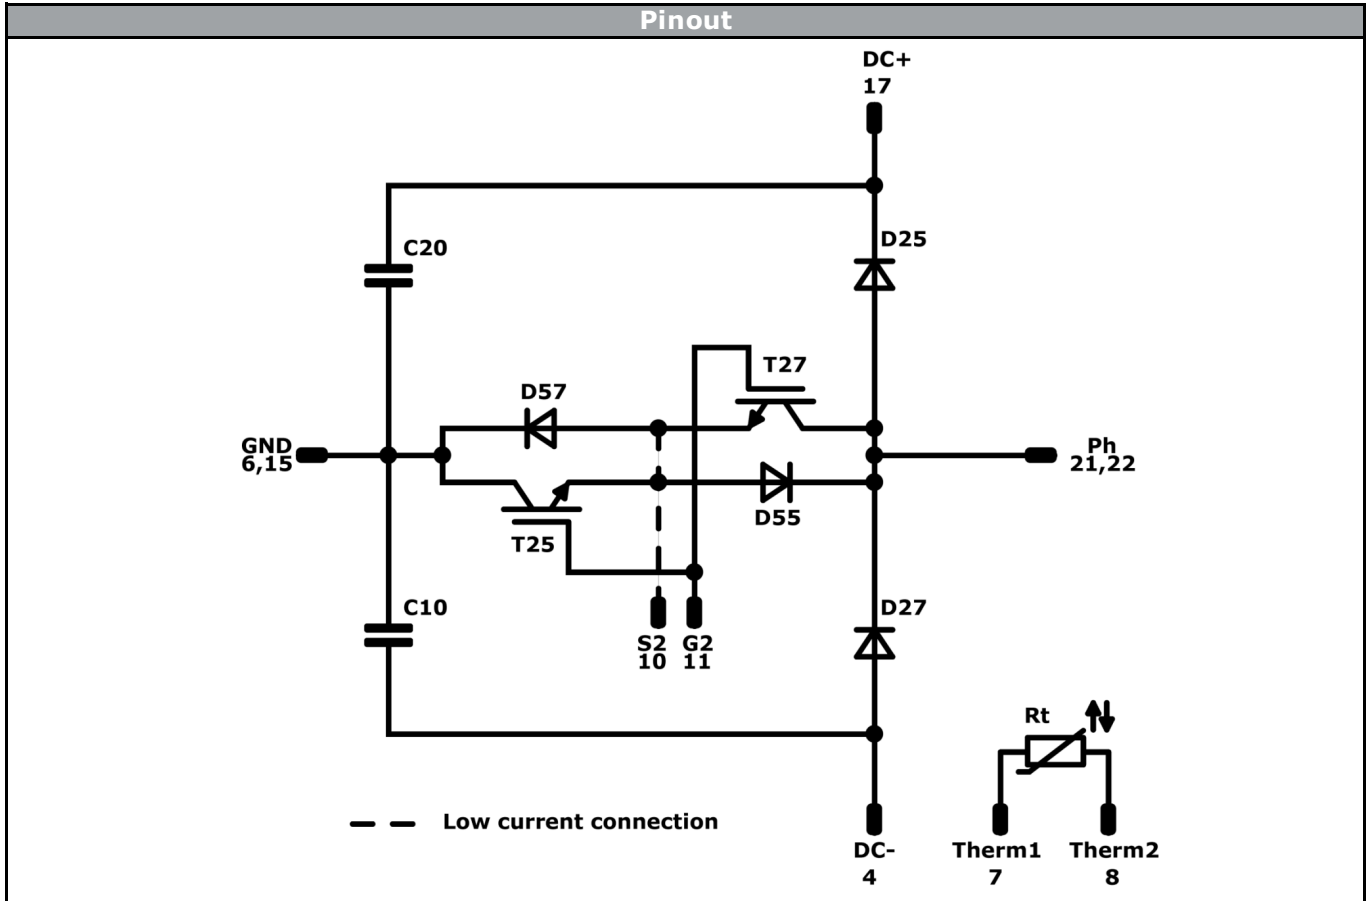 Pinout
DC+
17
C20
D25
T27
D57
GND
6,15
Ph
21,22
D55
T25
C10
D27
S2
10
G2
11
Rt
Low current connection
DC-
4
Therm1
7
Therm2
8